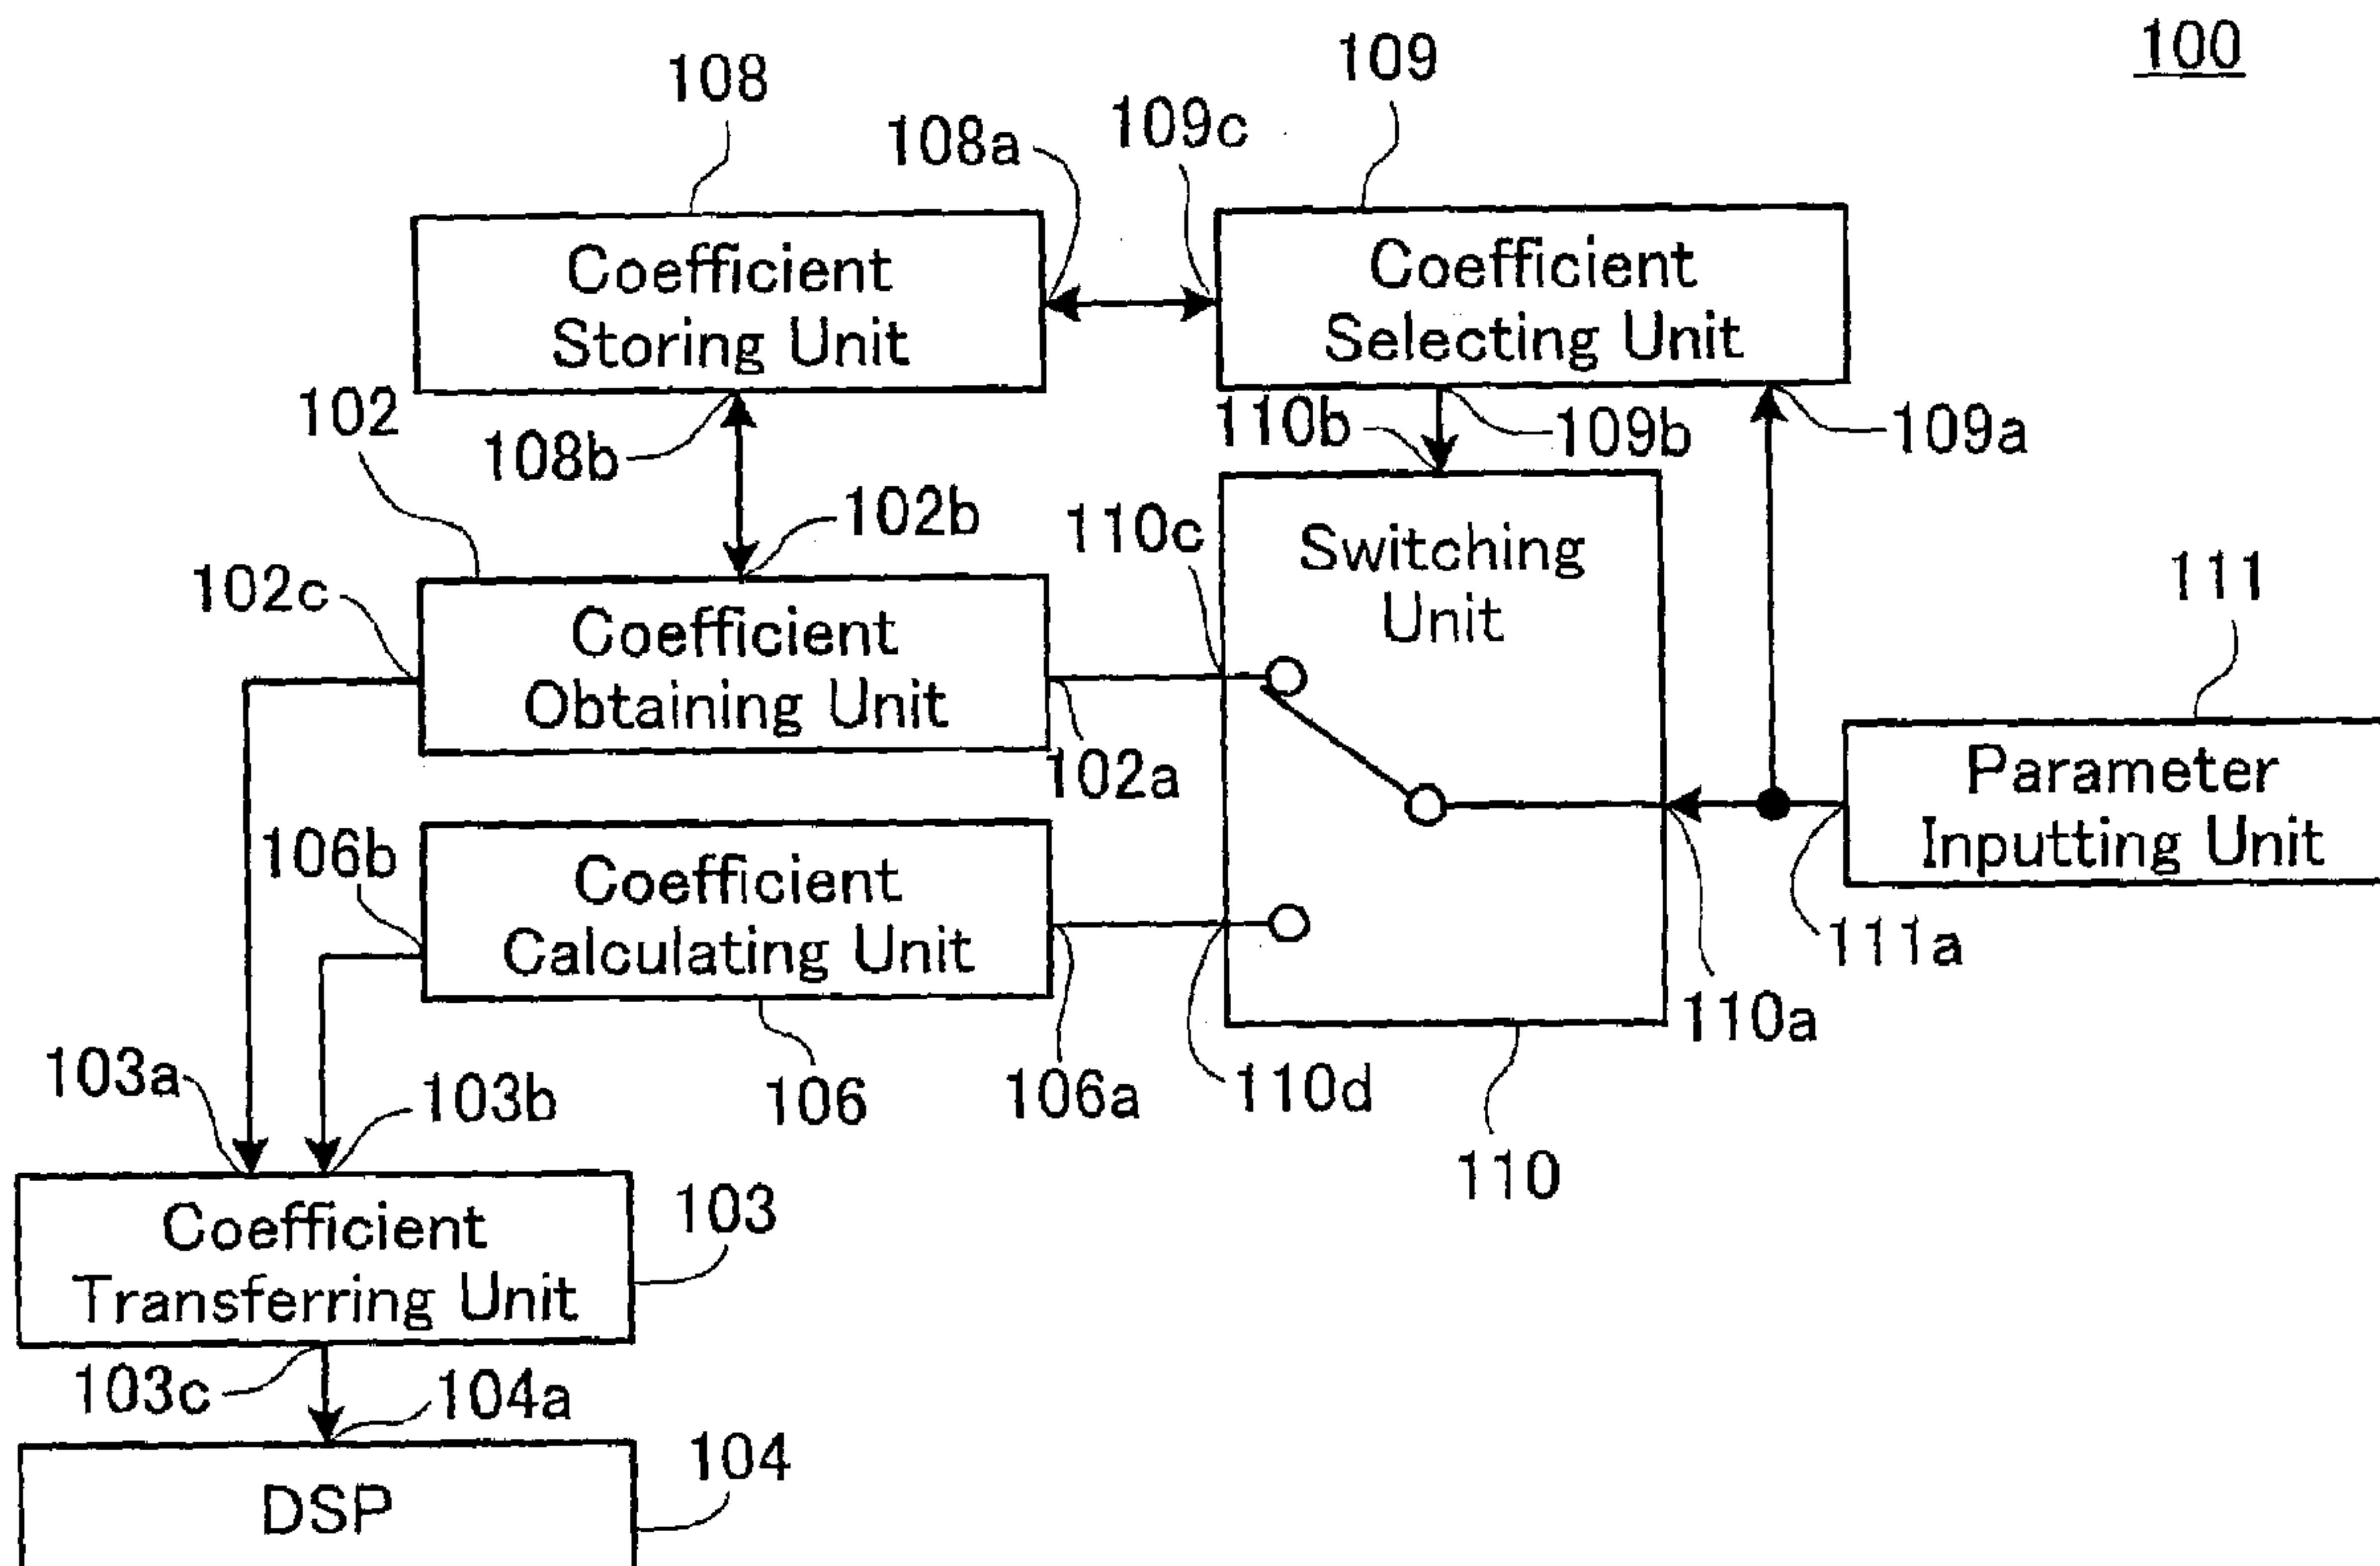 100
108
109
108a
109c
Coefficient
Storing Unit
Coefficient
Selecting Unit
102
108b
110b
109b
109a
102b
110c
Switching
Unit
102c
111
Coefficient
Obtaining Unit
102a
Parameter
Inputting Unit
106b
Coefficient
Calculating Unit
111a
110a
103a
103b
106
106a
110d
110
Coefficient
Transferring Unit
103
103c
104a
104
DSP